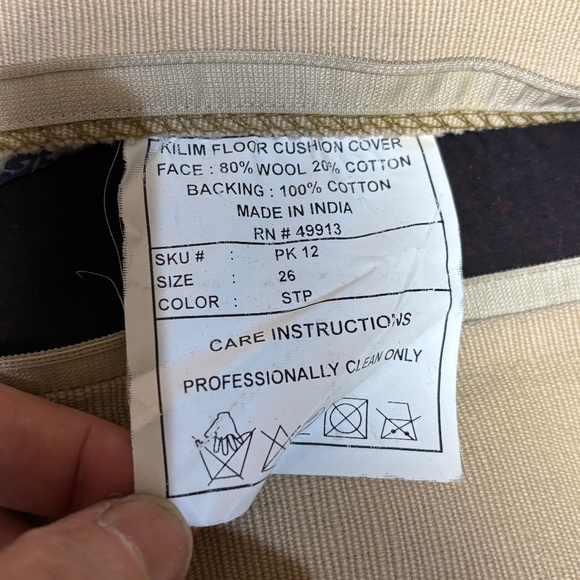 KILIM FLOOR CUSHION COVER
FACE : 80% WOOL 20% COTTON
BACKING : 100% COTTON
MADE IN INDIA
RN # 49913
SKU # : PK 12
SIZE : 26
COLOR : STP
CARE INSTRUCTIONS
PROFESSIONALLY CLEAN ONLY